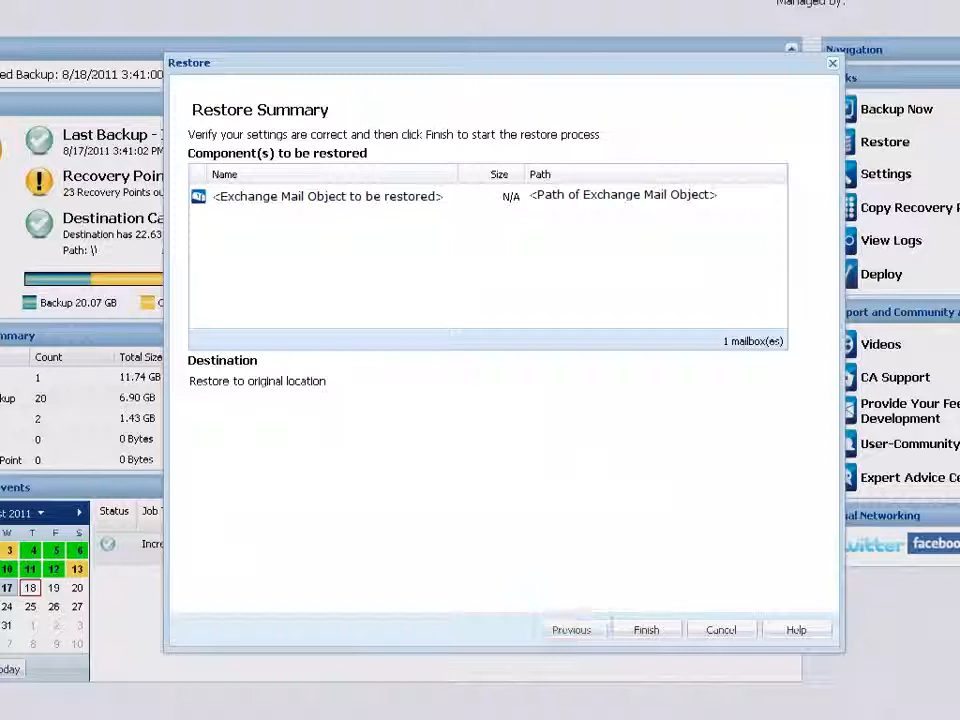 Managed by:
Navigation
ed Backup: 8/18/2011 3:41:00
Restore
Restore Summary
Verify your settings are correct and then click Finish to start the restore process
Component(s) to be restored
Name Size Path
<Exchange Mail Object to be restored> N/A <Path of Exchange Mail Object>
1 mailbox(es)
Destination
Restore to original location
Previous Finish Cancel Help
Last Backup -
8/17/2011 3:41:02 PM
Recovery Poin
23 Recovery Points ou
Destination Ca
Destination has 22.63
Path: \\
Backup 20.07 GB
mmary
Count Total Size
1 11.74 GB
kup 20 6.90 GB
2 1.43 GB
0 0 Bytes
Point 0 0 Bytes
vents
st 2011
W T F S
3 4 5 6
10 11 12 13
17 18 19 20
24 25 26 27
31 1 2 3
7 8 9 10
oday
Status Job T
Incre
ks
Backup Now
Restore
Settings
Copy Recovery P
View Logs
Deploy
port and Community A
Videos
CA Support
Provide Your Fee
Development
User-Community
Expert Advice Ce
ial Networking
twitter faceboo